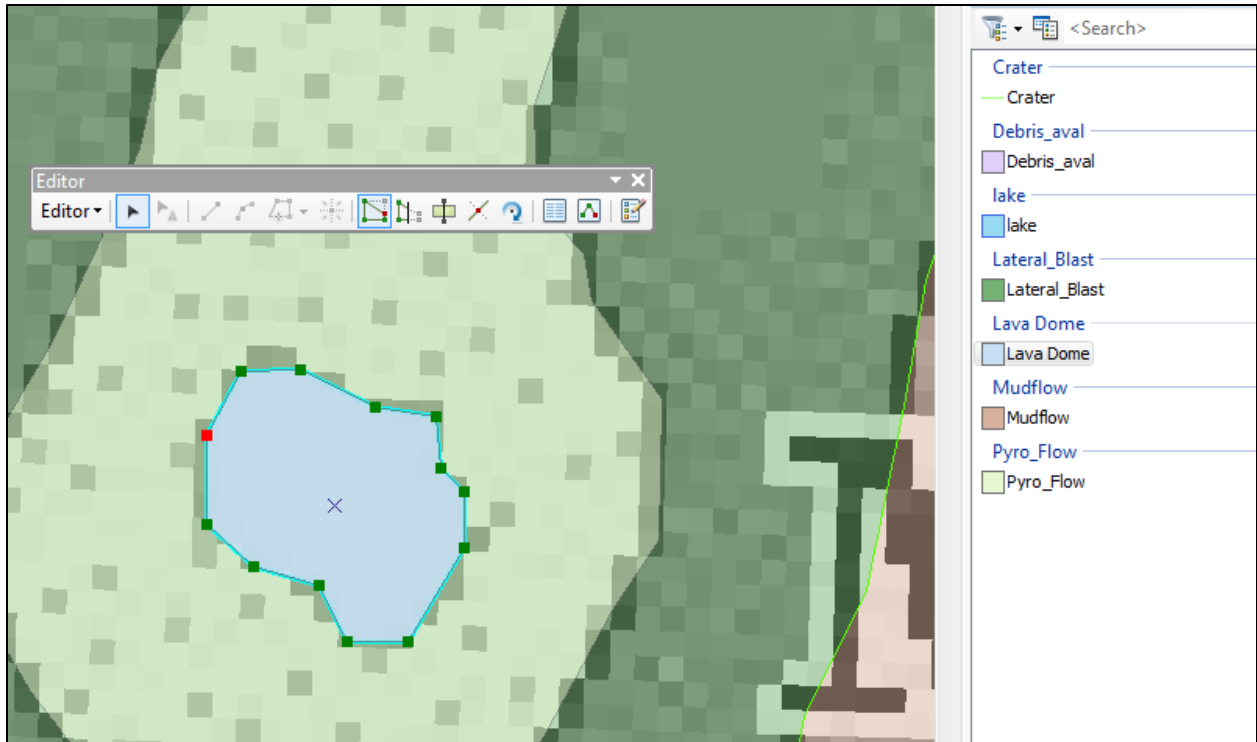 Editor
Editor
<Search>
Crater
Crater
Debris_aval
Debris_aval
lake
lake
Lateral_Blast
Lateral_Blast
Lava Dome
Lava Dome
Mudflow
Mudflow
Pyro_Flow
Pyro_Flow